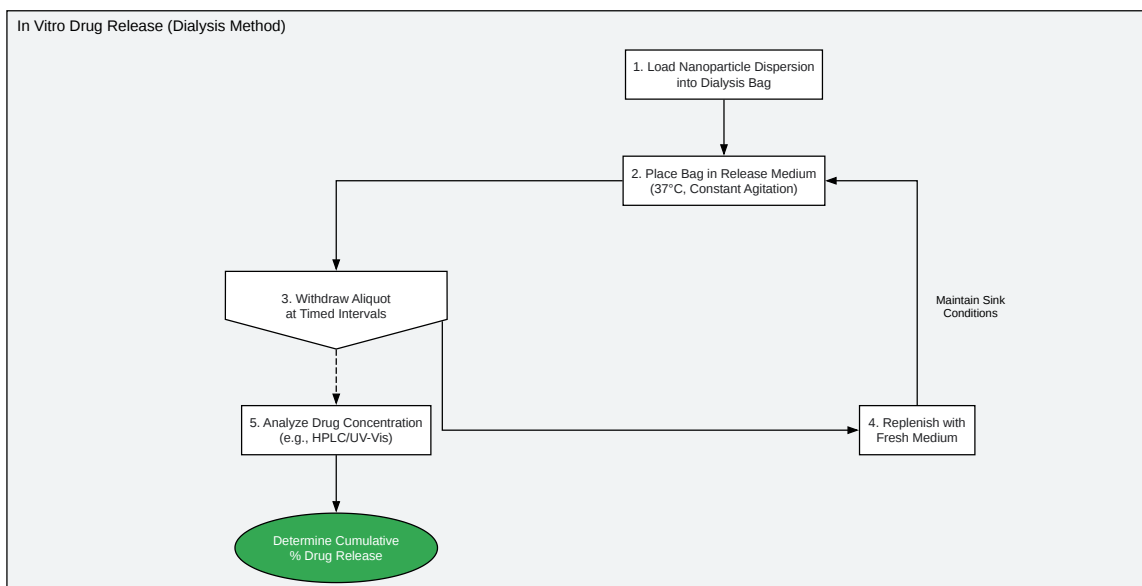 In Vitro Drug Release (Dialysis Method)
1. Load Nanoparticle Dispersion
into Dialysis Bag
2. Place Bag in Release Medium
(37°C, Constant Agitation)
3. Withdraw Aliquot
at Timed Intervals
Maintain Sink
Conditions
5. Analyze Drug Concentration
(e.g., HPLC/UV-Vis)
4. Replenish with
Fresh Medium
Determine Cumulative
% Drug Release